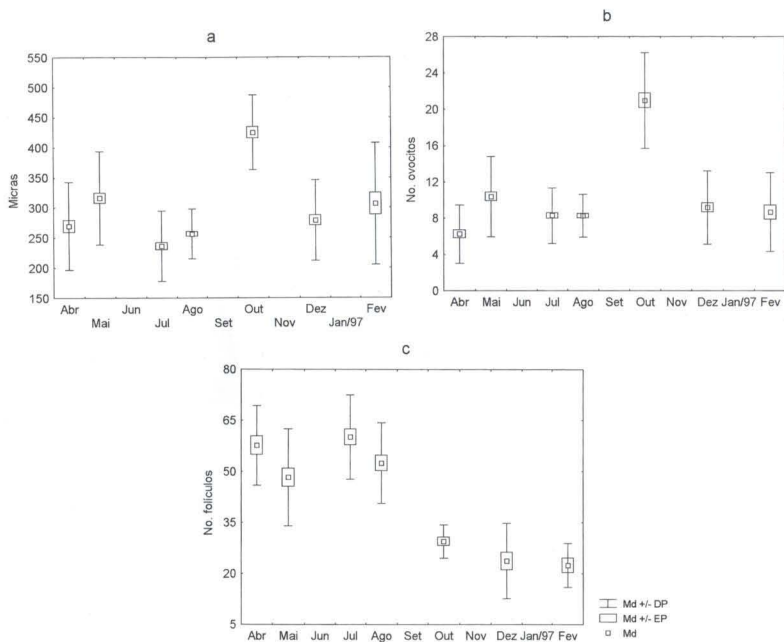 a
550
500
450
400
350
300
250
200
150
Micras
Abr Mai Jun Jul Ago Set Out Nov Dez Jan/97 Fev
b
28
24
20
16
12
8
4
0
No. ovocitos
Abr Mai Jun Jul Ago Set Out Nov Dez Jan/97 Fev
c
80
65
50
35
20
5
No. folículos
Abr Mai Jun Jul Ago Set Out Nov Dez Jan/97 Fev
Md +/- DP
Md +/- EP
Md